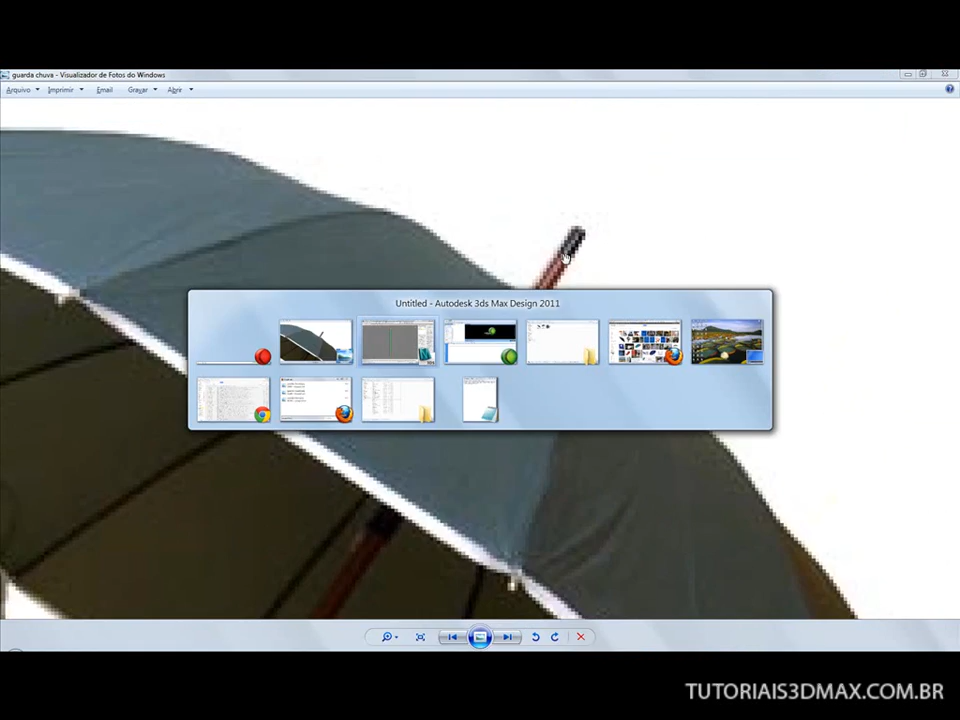 guarda chuva - Visualizador de Fotos do Windows
Arquivo Imprimir Email Gravar Abrir
Untitled - Autodesk 3ds Max Design 2011
TUTORIAIS3DMAX.COM.BR